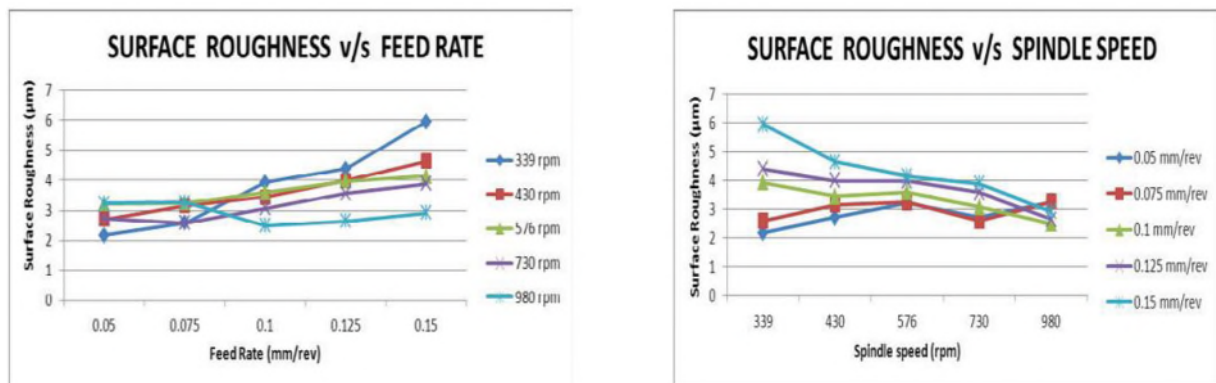 SURFACE ROUGHNESS v/s FEED RATE
Surface Roughness (µm)
7
6
5
4
3
2
1
0
0.05 0.075 0.1 0.125 0.15
Feed Rate (mm/rev)
339 rpm
430 rpm
576 rpm
730 rpm
980 rpm
SURFACE ROUGHNESS v/s SPINDLE SPEED
Surface Roughness (µm)
7
6
5
4
3
2
1
0
339 430 576 730 980
Spindle speed (rpm)
0.05 mm/rev
0.075 mm/rev
0.1 mm/rev
0.125 mm/rev
0.15 mm/rev